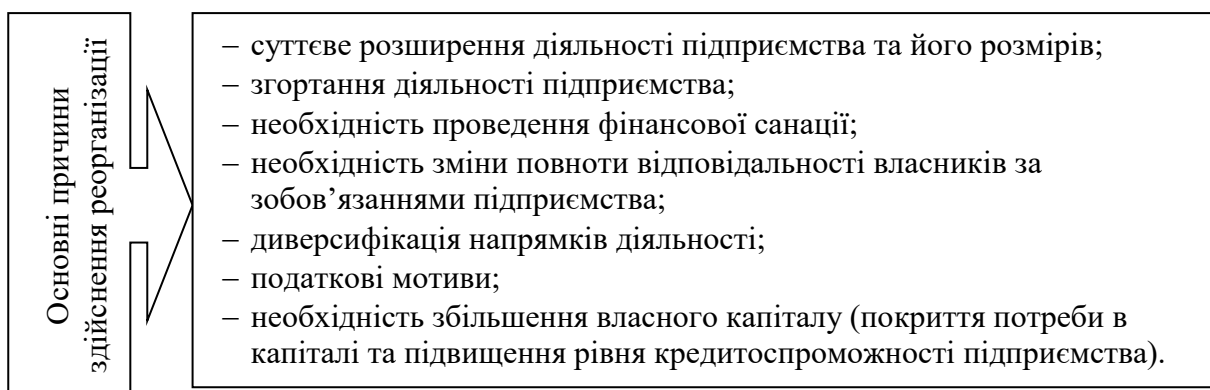 Основні причини
здійснення реорганізації
– суттєве розширення діяльності підприємства та його розмірів;
– згортання діяльності підприємства;
– необхідність проведення фінансової санації;
– необхідність зміни повноти відповідальності власників за
зобов’язаннями підприємства;
– диверсифікація напрямків діяльності;
– податкові мотиви;
– необхідність збільшення власного капіталу (покриття потреби в
капіталі та підвищення рівня кредитоспроможності підприємства).